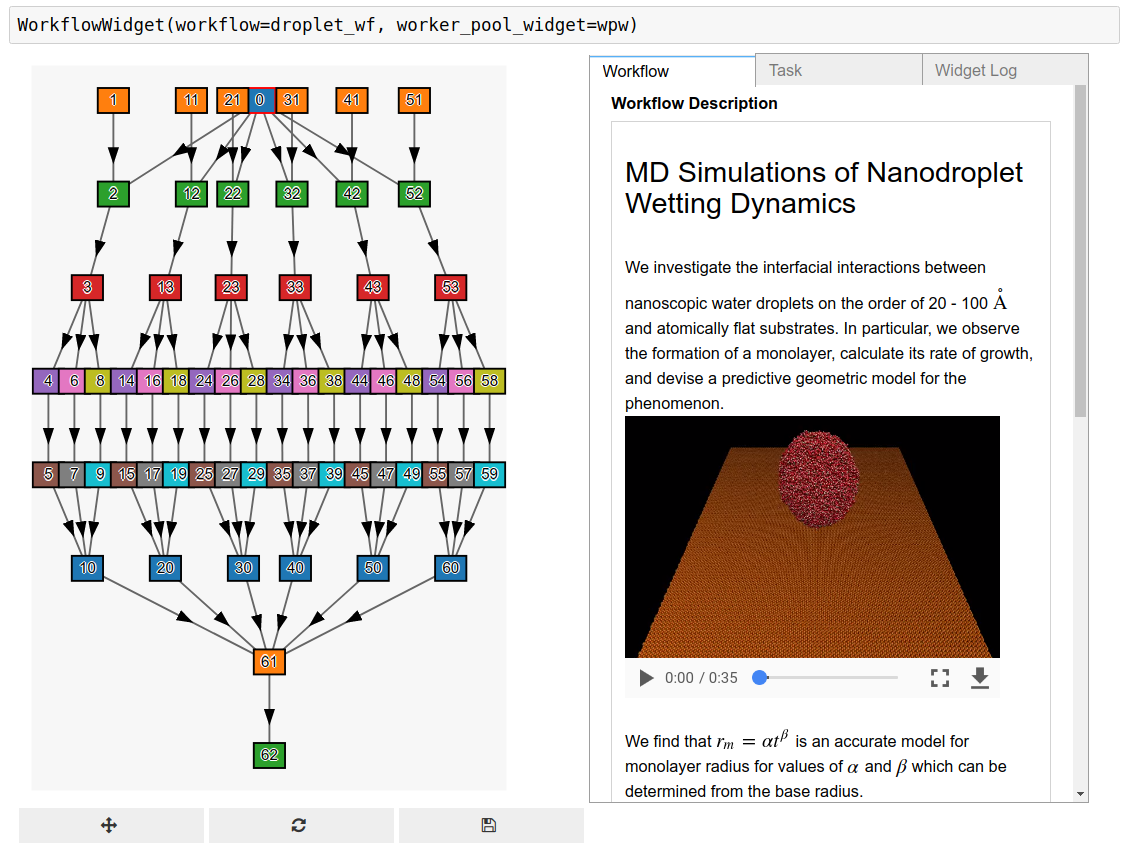 WorkflowWidget(workflow=droplet_wf, worker_pool_widget=wpw)
1 11 21 0 31 41 51
2 12 22 32 42 52
3 13 23 33 43 53
4 6 8 14 16 18 24 26 28 34 36 38 44 46 48 54 56 58
5 7 9 15 17 19 25 27 29 35 37 39 45 47 49 55 57 59
10 20 30 40 50 60
61
62
Workflow Task Widget Log
Workflow Description
MD Simulations of Nanodroplet
Wetting Dynamics
We investigate the interfacial interactions between
nanoscopic water droplets on the order of 20 - 100 Å
and atomically flat substrates. In particular, we observe
the formation of a monolayer, calculate its rate of growth,
and devise a predictive geometric model for the
phenomenon.
0:00 / 0:35
We find that rₘ = αtᵝ is an accurate model for
monolayer radius for values of α and β which can be
determined from the base radius.